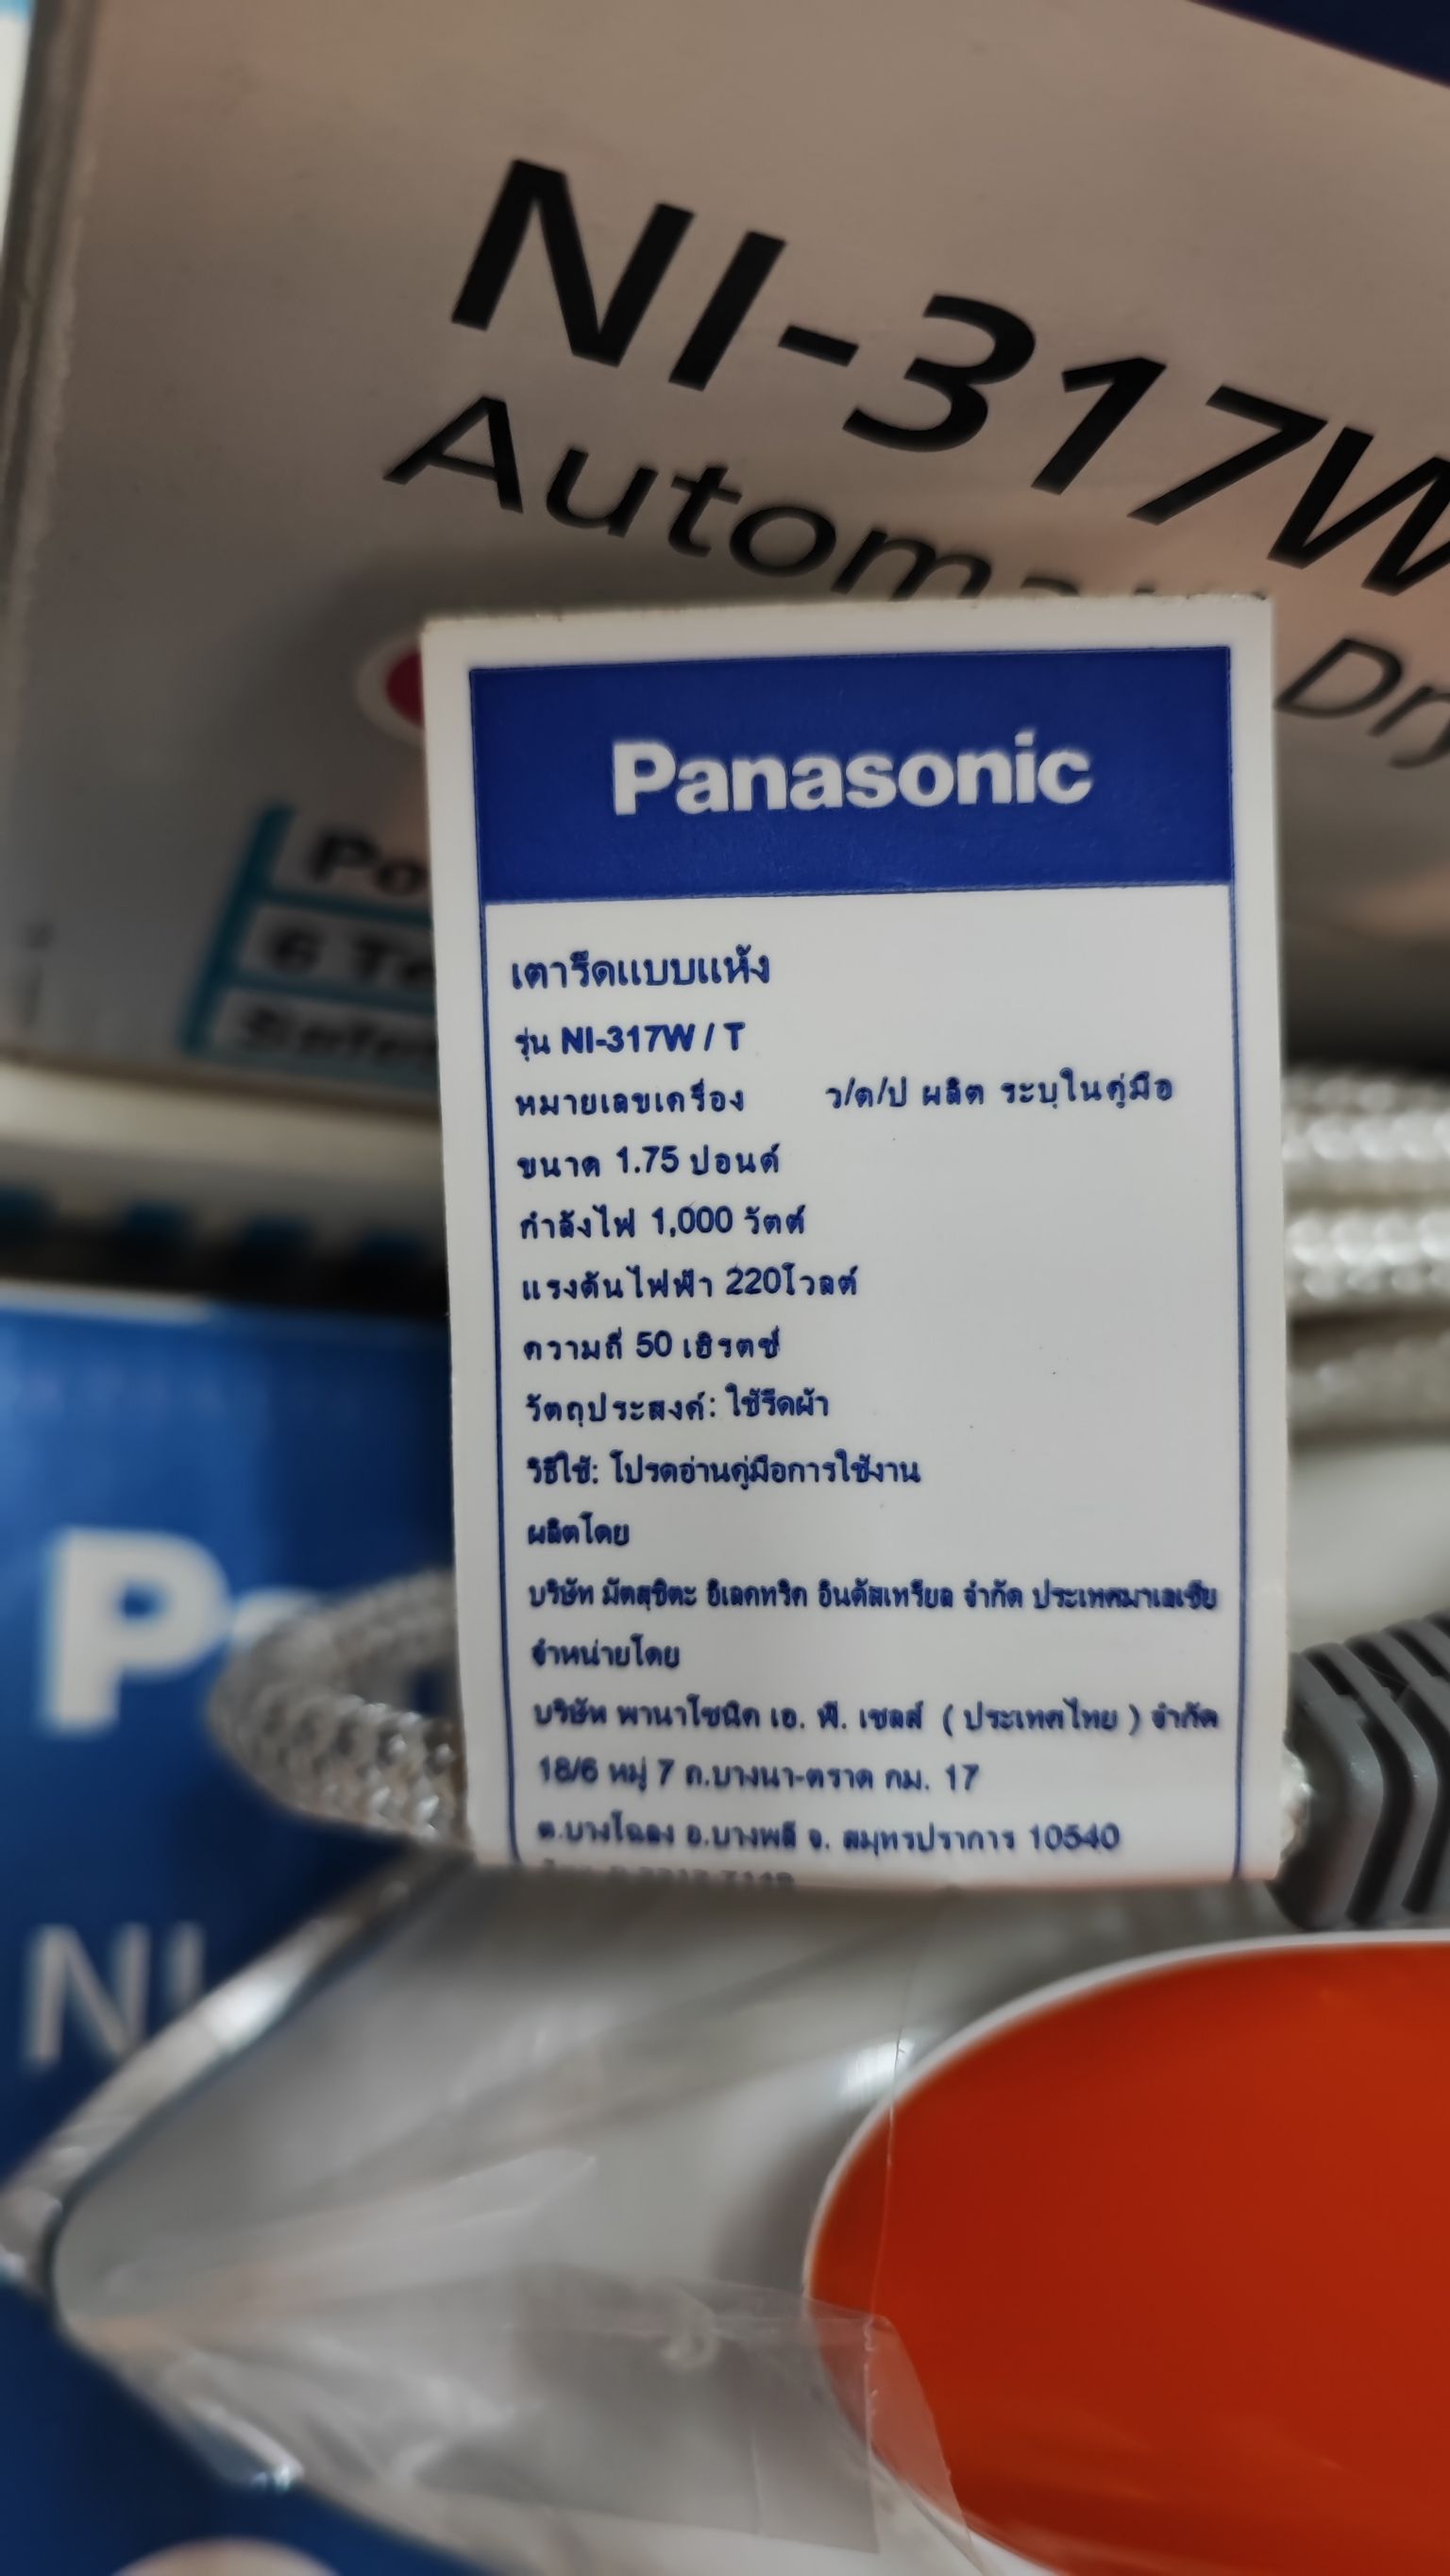 NI-317W
Automa
Dry
Po
6 Te
Safe
Panasonic
เตารีดแบบแห้ง
รุ่น NI-317W / T
หมายเลขเครื่อง ว/ด/ป ผลิต ระบุในคู่มือ
ขนาด 1.75 ปอนด์
กำลังไฟ 1,000 วัตต์
แรงดันไฟฟ้า 220โวลต์
ความถี่ 50 เฮิรตซ์
วัตถุประสงค์: ใช้รีดผ้า
วิธีใช้: โปรดอ่านคู่มือการใช้งาน
ผลิตโดย
บริษัท มัตสุชิตะ อีเลคทริค อินดัสเทรียล จำกัด ประเทศมาเลเซีย
จำหน่ายโดย
บริษัท พานาโซนิค เอ. พี. เซลส์ ( ประเทศไทย ) จำกัด
18/6 หมู่ 7 ถ.บางนา-ตราด กม. 17
ต.บางโฉลง อ.บางพลี จ. สมุทรปราการ 10540
Pa
NI